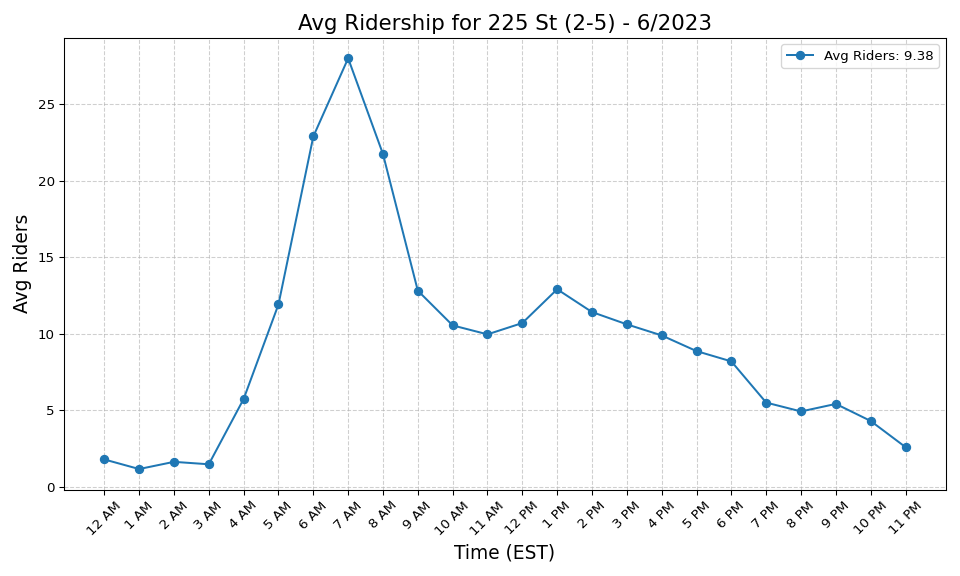 Avg Ridership for 225 St (2-5) - 6/2023
Avg Riders: 9.38
Avg Riders
25
20
15
10
5
0
12 AM
1 AM
2 AM
3 AM
4 AM
5 AM
6 AM
7 AM
8 AM
9 AM
10 AM
11 AM
12 PM
1 PM
2 PM
3 PM
4 PM
5 PM
6 PM
7 PM
8 PM
9 PM
10 PM
11 PM
Time (EST)